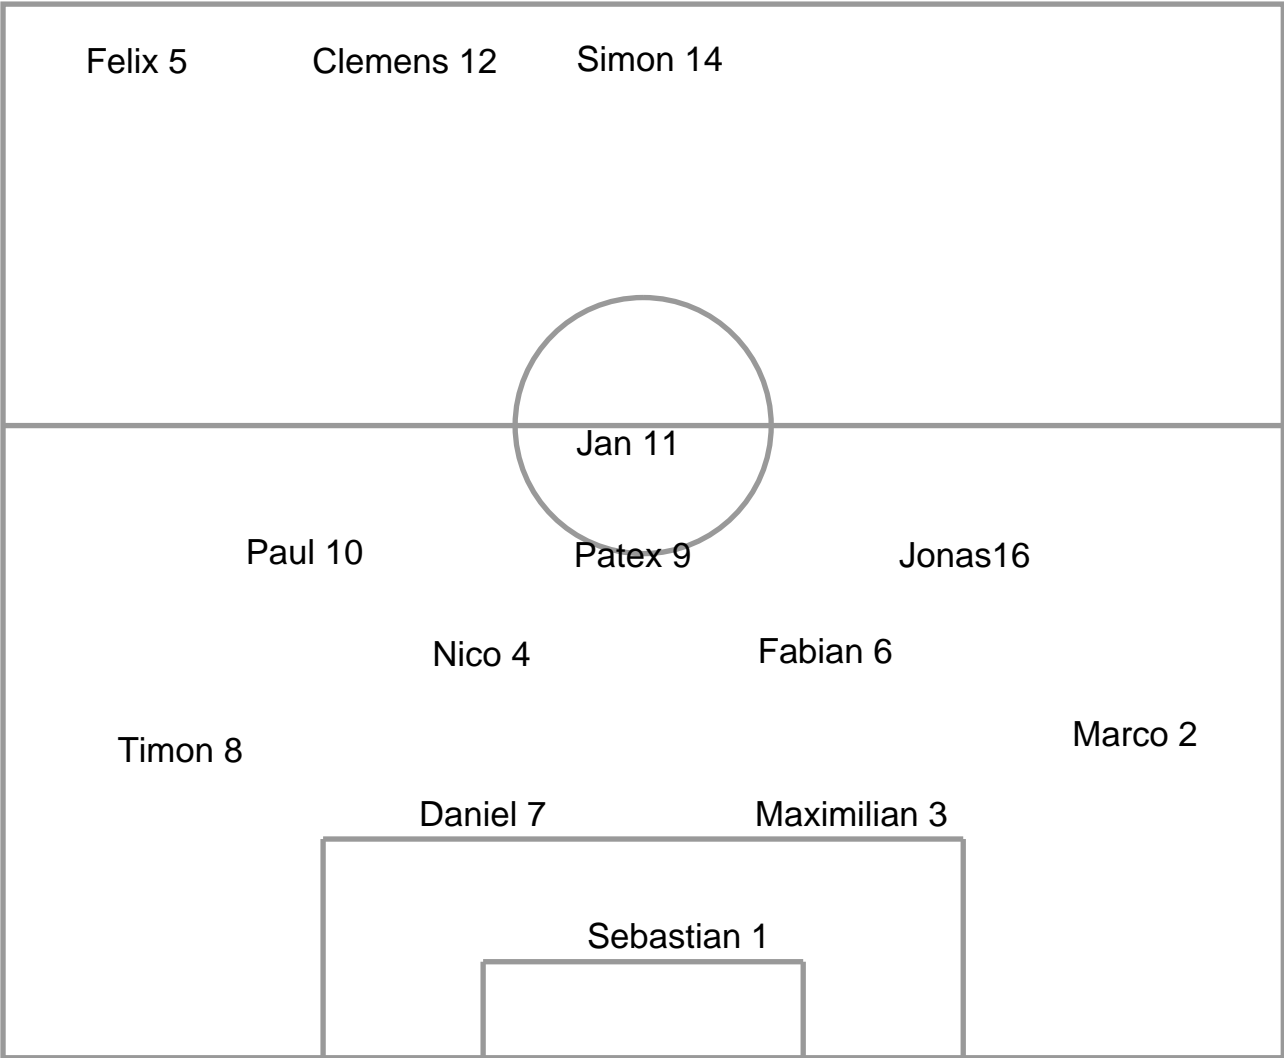 Felix 5 Clemens 12 Simon 14
Jan 11
Paul 10 Patex 9 Jonas16
Nico 4 Fabian 6
Timon 8 Marco 2
Daniel 7 Maximilian 3
Sebastian 1